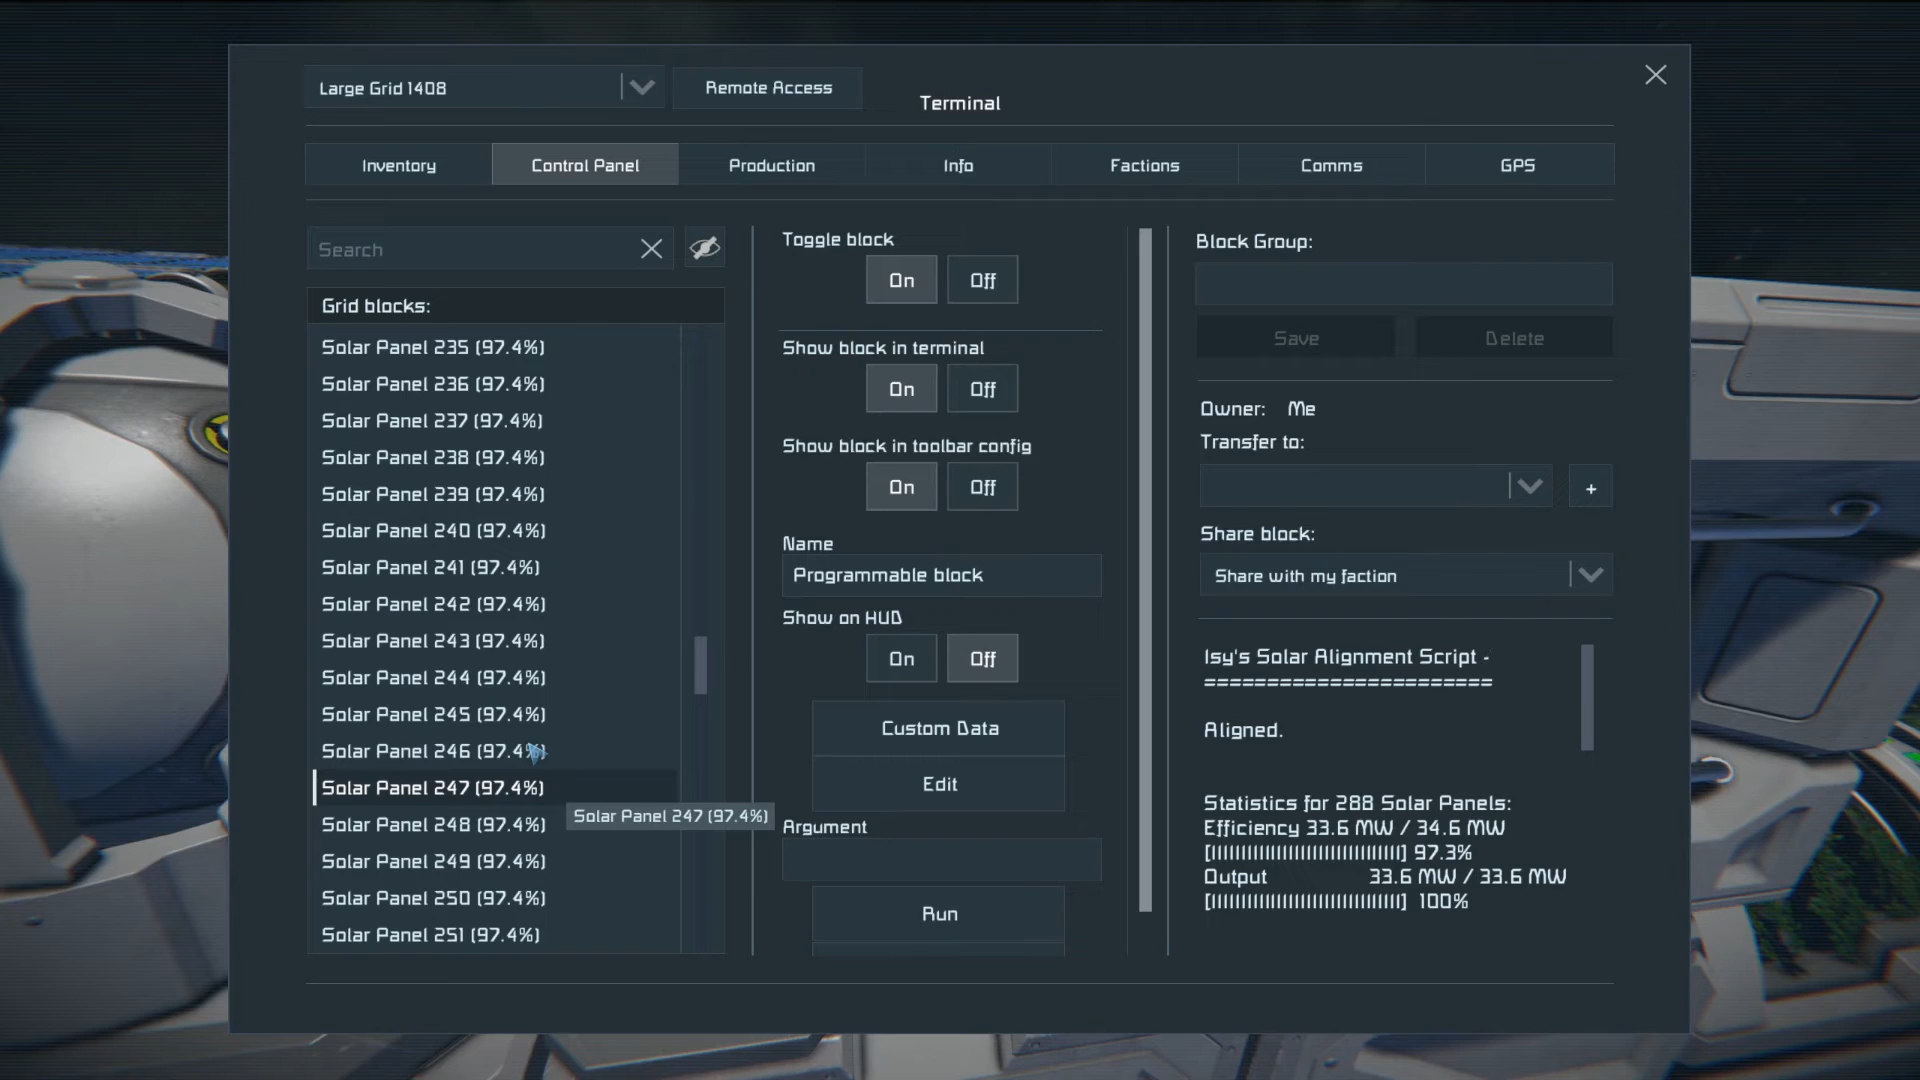 Large Grid 1408
Remote Access
Terminal
Inventory
Control Panel
Production
Info
Factions
Comms
GPS
Search
Grid blocks:
Solar Panel 235 (97.4%)
Solar Panel 236 (97.4%)
Solar Panel 237 (97.4%)
Solar Panel 238 (97.4%)
Solar Panel 239 (97.4%)
Solar Panel 240 (97.4%)
Solar Panel 241 (97.4%)
Solar Panel 242 (97.4%)
Solar Panel 243 (97.4%)
Solar Panel 244 (97.4%)
Solar Panel 245 (97.4%)
Solar Panel 246 (97.4%)
Solar Panel 247 (97.4%)
Solar Panel 248 (97.4%)
Solar Panel 249 (97.4%)
Solar Panel 250 (97.4%)
Solar Panel 251 (97.4%)
Solar Panel 247 (97.4%)
Toggle block
On
Off
Show block in terminal
On
Off
Show block in toolbar config
On
Off
Name
Programmable block
Show on HUD
On
Off
Custom Data
Edit
Argument
Run
Block Group:
Save
Delete
Owner: Me
Transfer to:
+
Share block:
Share with my faction
Isy's Solar Alignment Script -
=======================
Aligned.
Statistics for 288 Solar Panels:
Efficiency 33.6 MW / 34.6 MW
[IIIIIIIIIIIIIIIIIIIIIIIIIIIIII] 97.3%
Output 33.6 MW / 33.6 MW
[IIIIIIIIIIIIIIIIIIIIIIIIIIIIII] 100%